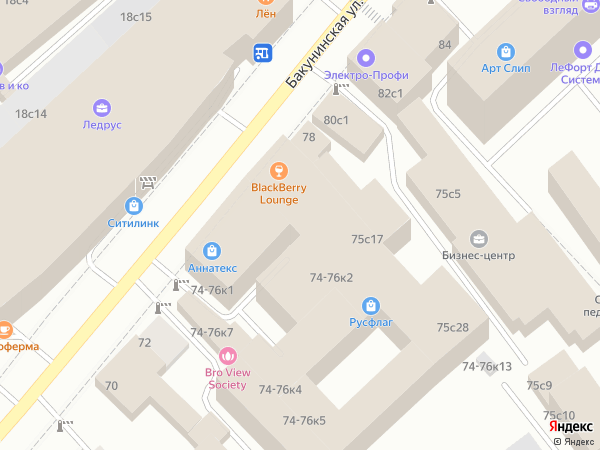 Свободный
взгляд
18с15
Лён
Бакунинская ул.
84
Электро-Профи
Арт Слип
82с1
18с14
Ледрус
80с1
78
BlackBerry
Lounge
75с5
Ситилинк
75с17
Аннатекс
Бизнес-центр
74-76к2
74-76к1
Русфлаг
74-76к7
75с28
72
Bro View
Society
74-76к13
70
74-76к4
75с9
74-76к5
75с10
Яндекс
© Яндекс